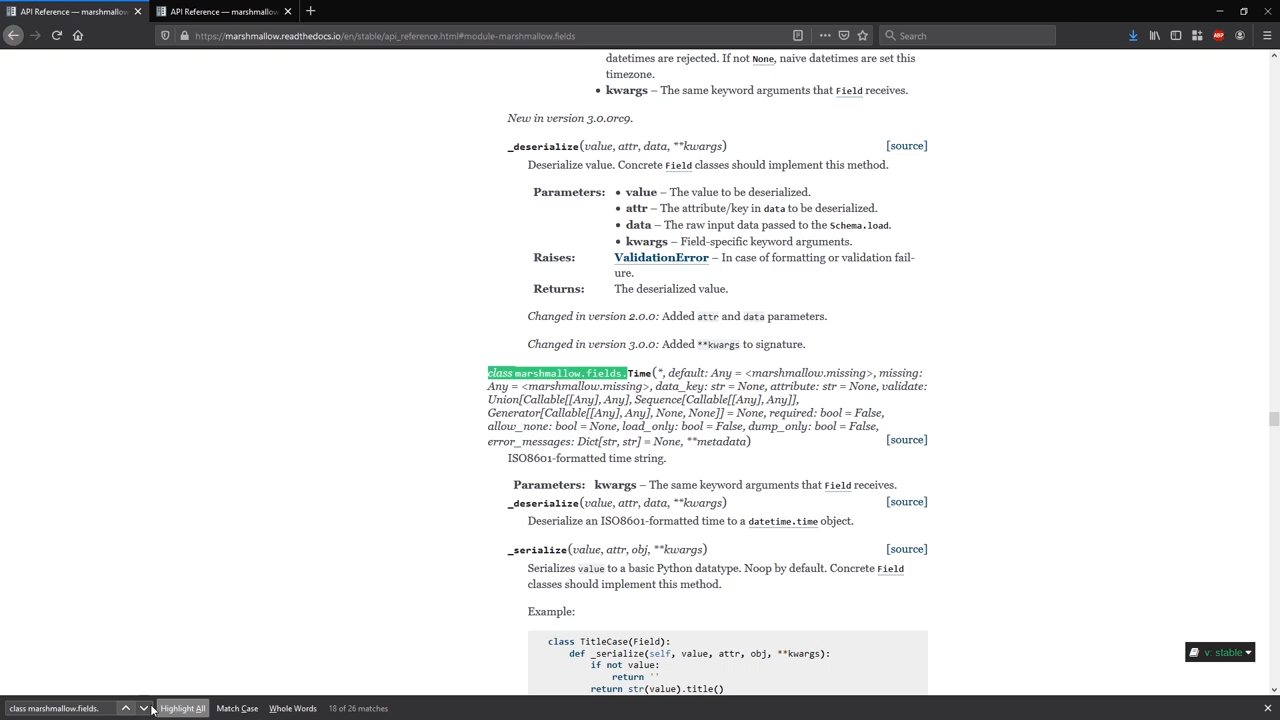 API Reference — marshmallow
API Reference — marshmallow
https://marshmallow.readthedocs.io/en/stable/api_reference.html#module-marshmallow.fields
Search
ABP
datetimes are rejected. If not None, naive datetimes are set this
timezone.
• kwargs – The same keyword arguments that Field receives.
New in version 3.0.0rc9.
_deserialize(value, attr, data, **kwargs) [source]
Deserialize value. Concrete Field classes should implement this method.
Parameters: • value – The value to be deserialized.
• attr – The attribute/key in data to be deserialized.
• data – The raw input data passed to the Schema.load.
• kwargs – Field-specific keyword arguments.
Raises: ValidationError – In case of formatting or validation fail-
ure.
Returns: The deserialized value.
Changed in version 2.0.0: Added attr and data parameters.
Changed in version 3.0.0: Added **kwargs to signature.
class marshmallow.fields.Time(*, default: Any = <marshmallow.missing>, missing:
Any = <marshmallow.missing>, data_key: str = None, attribute: str = None, validate:
Union[Callable[[Any], Any], Sequence[Callable[[Any], Any]],
Generator[Callable[[Any], Any], None, None]] = None, required: bool = False,
allow_none: bool = None, load_only: bool = False, dump_only: bool = False,
error_messages: Dict[str, str] = None, **metadata) [source]
ISO8601-formatted time string.
Parameters: kwargs – The same keyword arguments that Field receives.
_deserialize(value, attr, data, **kwargs) [source]
Deserialize an ISO8601-formatted time to a datetime.time object.
_serialize(value, attr, obj, **kwargs) [source]
Serializes value to a basic Python datatype. Noop by default. Concrete Field
classes should implement this method.
Example:
class TitleCase(Field):
def _serialize(self, value, attr, obj, **kwargs):
if not value:
return ''
return str(value).title()
v: stable
class marshmallow.fields. Highlight All Match Case Whole Words 18 of 26 matches